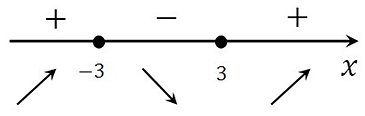 + − +
−3 3 x